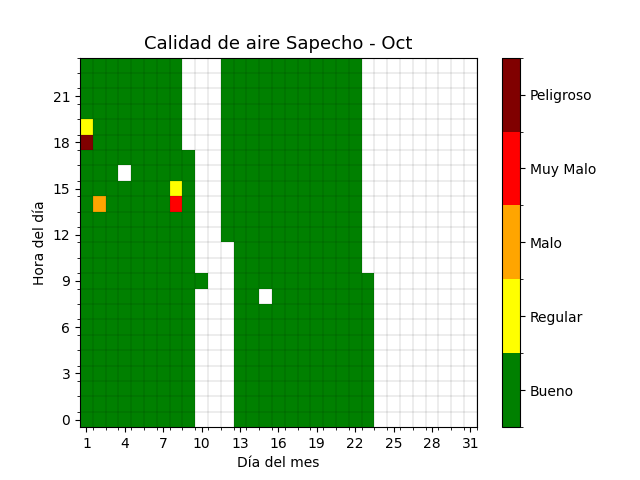 Calidad de aire Sapecho - Oct
21
18
15
12
9
6
3
0
Hora del día
1 4 7 10 13 16 19 22 25 28 31
Día del mes
Peligroso
Muy Malo
Malo
Regular
Bueno